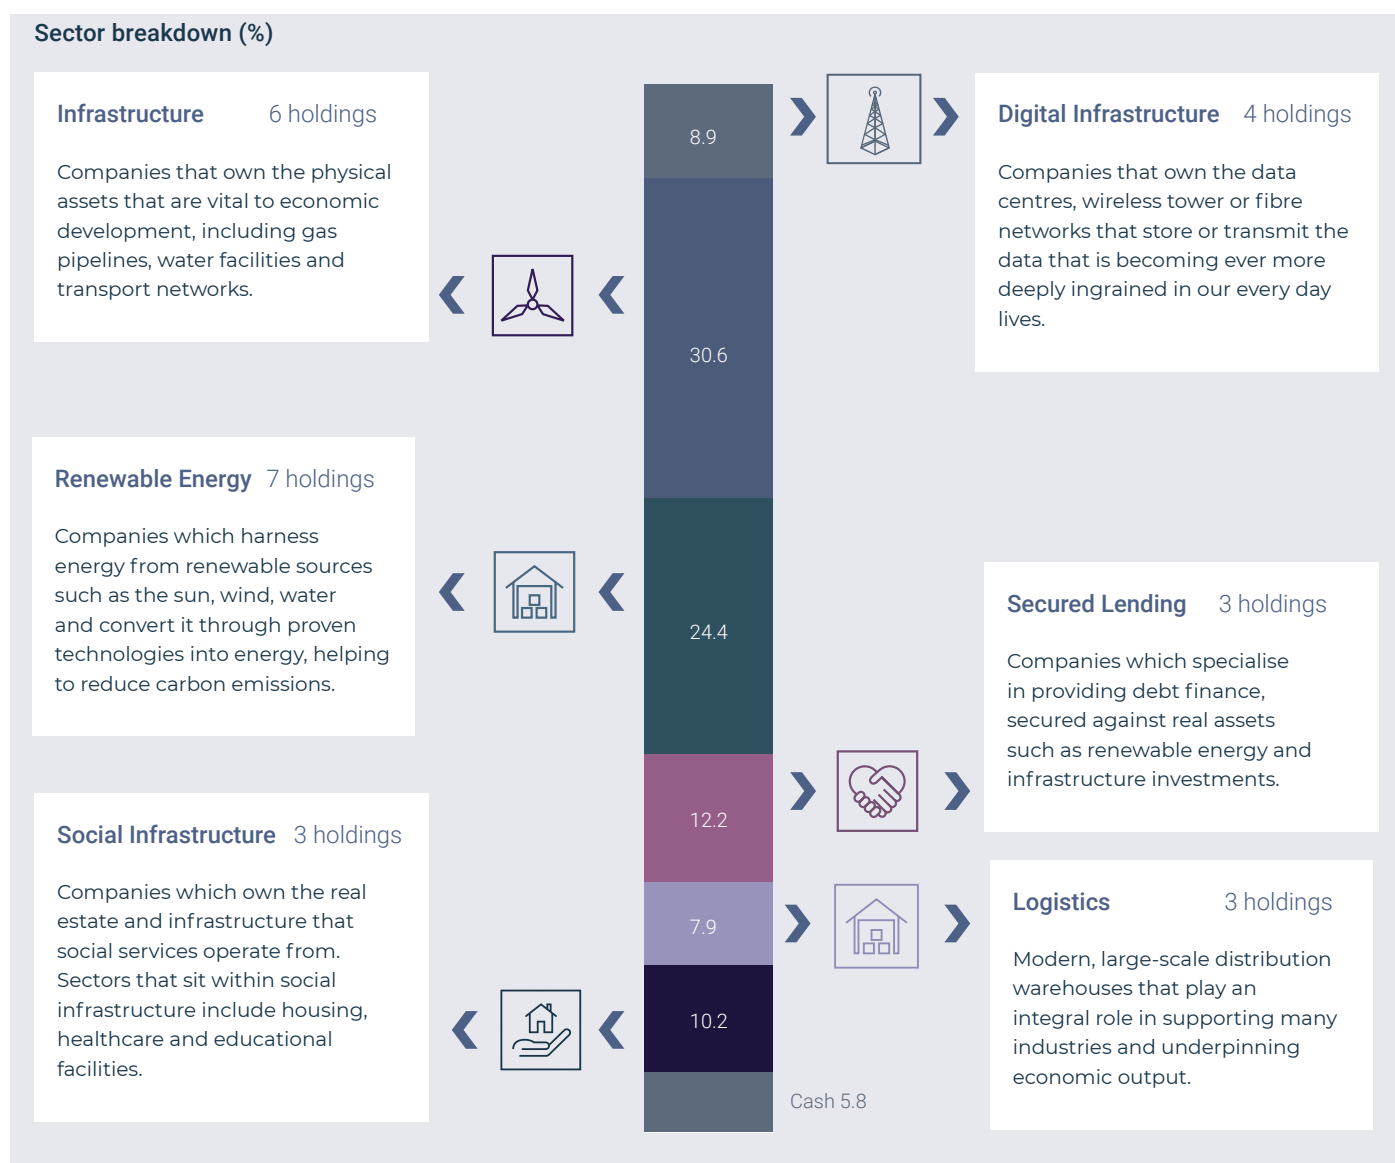 Sector breakdown (%)
Infrastructure 6 holdings
Companies that own the physical
assets that are vital to economic
development, including gas
pipelines, water facilities and
transport networks.
Renewable Energy 7 holdings
Companies which harness
energy from renewable sources
such as the sun, wind, water
and convert it through proven
technologies into energy, helping
to reduce carbon emissions.
Social Infrastructure 3 holdings
Companies which own the real
estate and infrastructure that
social services operate from.
Sectors that sit within social
infrastructure include housing,
healthcare and educational
facilities.
8.9
30.6
24.4
12.2
7.9
10.2
Cash 5.8
Digital Infrastructure 4 holdings
Companies that own the data
centres, wireless tower or fibre
networks that store or transmit the
data that is becoming ever more
deeply ingrained in our every day
lives.
Secured Lending 3 holdings
Companies which specialise
in providing debt finance,
secured against real assets
such as renewable energy and
infrastructure investments.
Logistics 3 holdings
Modern, large-scale distribution
warehouses that play an
integral role in supporting many
industries and underpinning
economic output.